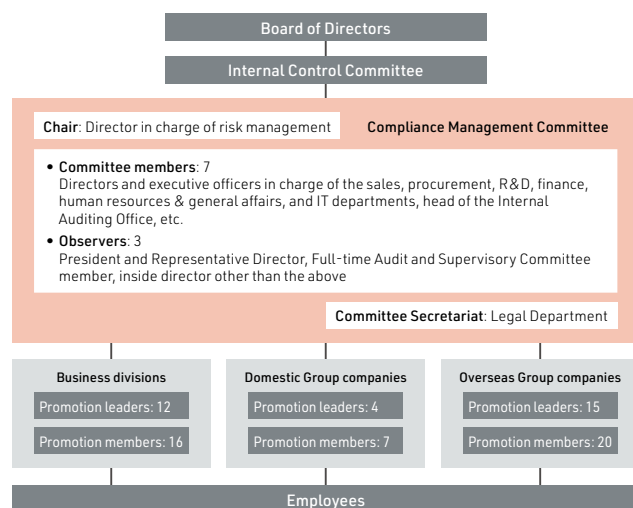 Board of Directors
Internal Control Committee
Chair: Director in charge of risk management
Compliance Management Committee
• Committee members: 7
Directors and executive officers in charge of the sales, procurement, R&D, finance,
human resources & general affairs, and IT departments, head of the Internal
Auditing Office, etc.
• Observers: 3
President and Representative Director, Full-time Audit and Supervisory Committee
member, inside director other than the above
Committee Secretariat: Legal Department
Business divisions
Promotion leaders: 12
Promotion members: 16
Domestic Group companies
Promotion leaders: 4
Promotion members: 7
Overseas Group companies
Promotion leaders: 15
Promotion members: 20
Employees